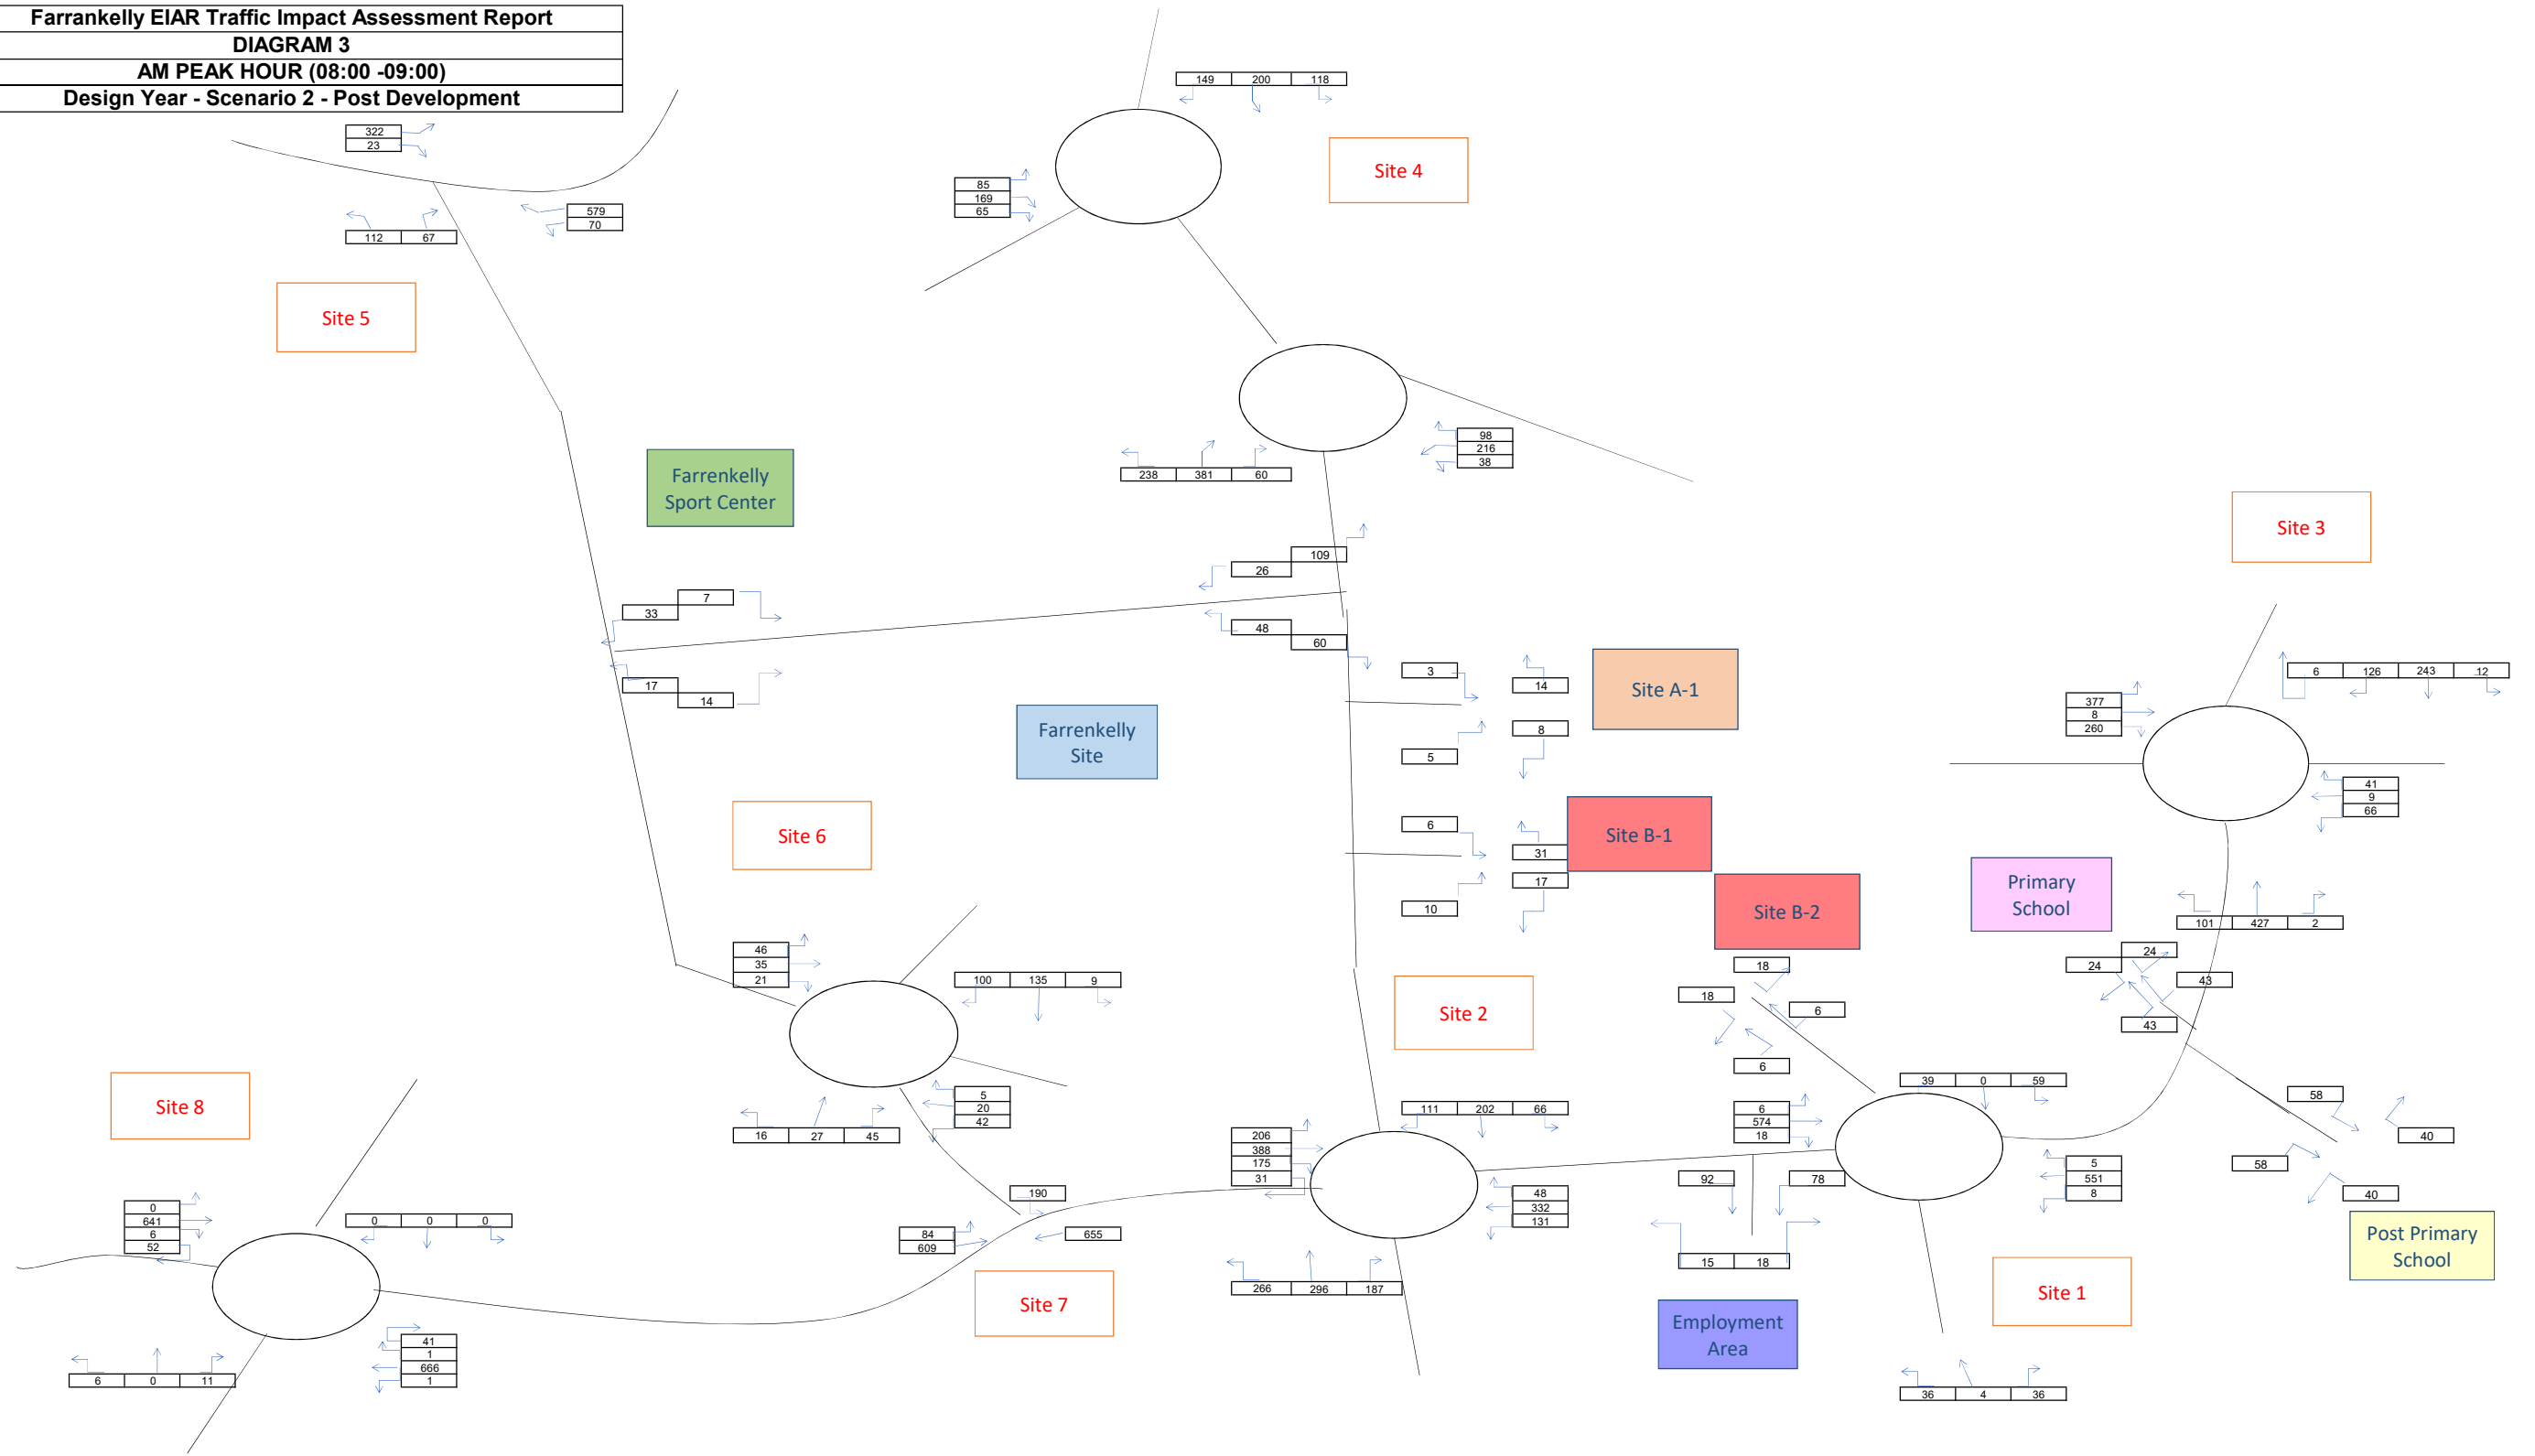 Farrankelly EIAR Traffic Impact Assessment Report
DIAGRAM 3
AM PEAK HOUR (08:00 -09:00)
Design Year - Scenario 2 - Post Development
149 200 118
322
23
Site 4
85
169
65
579
70
112 67
Site 5
98
216
38
238 381 60
Farrenkelly
Sport Center
Site 3
109
26
7
33
48
60
3
14
Site A-1
6 126 243 12
17
14
377
8
260
Farrenkelly
Site
8
5
41
9
66
Site 6
6
31
17
10
Site B-1
Primary
School
Site B-2
101 427 2
46
35
21
24
24
43
43
18
18
6
6
100 135 9
Site 2
Site 8
39 0 59
5
20
42
16 27 45
111 202 66
6
574
18
58
40
58
40
206
388
175
31
5
551
8
92 78
190
48
332
131
0
641
6
52
0 0 0
84
609
655
Post Primary
School
15 18
266 296 187
Site 7
Site 1
Employment
Area
41
1
666
1
6 0 11
36 4 36